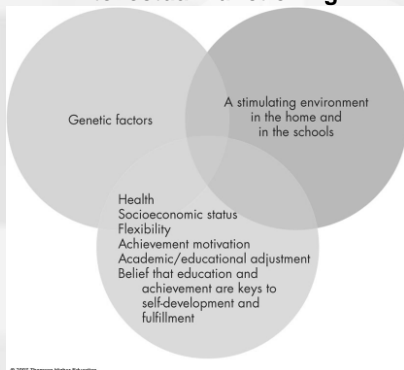 Genetic factors
A stimulating environment
in the home and
in the schools
Health
Socioeconomic status
Flexibility
Achievement motivation
Academic/educational adjustment
Belief that education and
achievement are keys to
self-development and
fulfillment